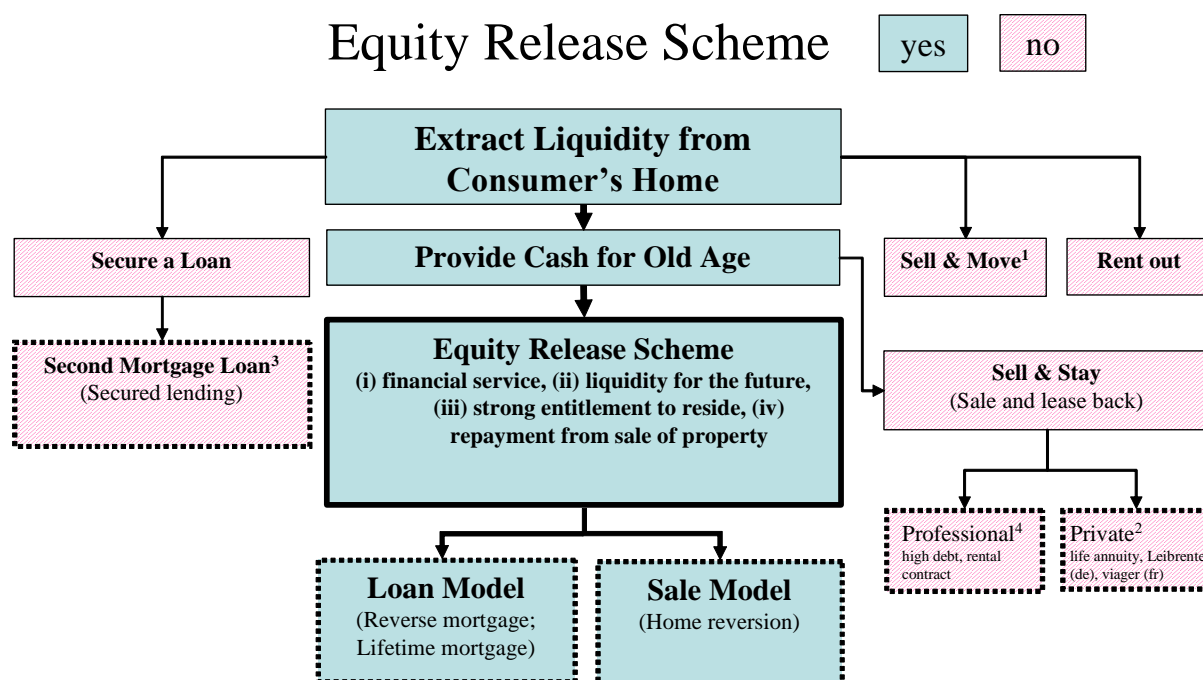 Equity Release Scheme
yes
no
Extract Liquidity from
Consumer’s Home
Secure a Loan
Provide Cash for Old Age
Sell & Move¹
Rent out
Second Mortgage Loan³
(Secured lending)
Equity Release Scheme
(i) financial service, (ii) liquidity for the future,
(iii) strong entitlement to reside, (iv)
repayment from sale of property
Sell & Stay
(Sale and lease back)
Professional⁴
high debt, rental
contract
Private²
life annuity, Leibrente
(de), viager (fr)
Loan Model
(Reverse mortgage;
Lifetime mortgage)
Sale Model
(Home reversion)